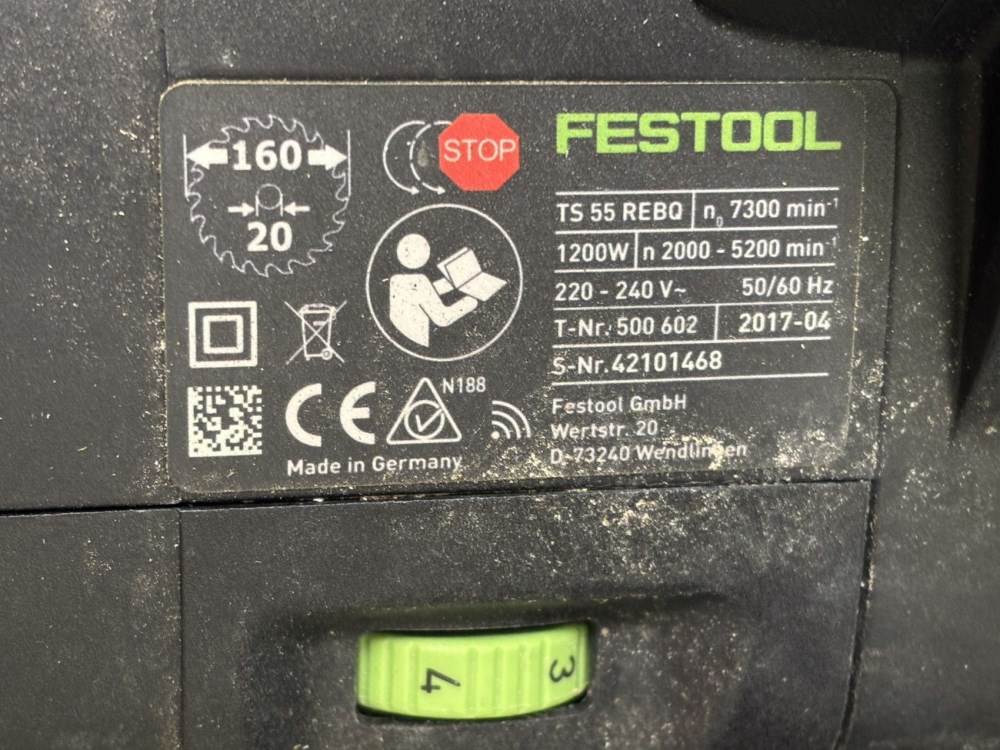 160
20
STOP
FESTOOL
TS 55 REBQ n₀ 7300 min⁻¹
1200W n 2000 - 5200 min⁻¹
220 - 240 V~ 50/60 Hz
T-Nr. 500 602 2017-04
S-Nr. 42101468
Festool GmbH
Wertstr. 20
D-73240 Wendlingen
CE N188
Made in Germany
4 3